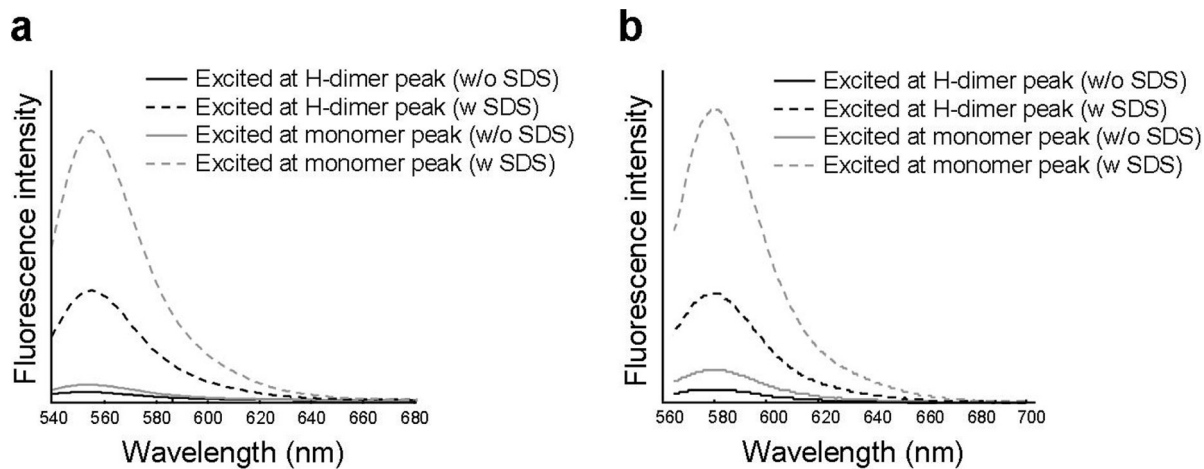 a
Excited at H-dimer peak (w/o SDS)
Excited at H-dimer peak (w SDS)
Excited at monomer peak (w/o SDS)
Excited at monomer peak (w SDS)
Fluorescence intensity
540 560 580 600 620 640 660 680
Wavelength (nm)
b
Excited at H-dimer peak (w/o SDS)
Excited at H-dimer peak (w SDS)
Excited at monomer peak (w/o SDS)
Excited at monomer peak (w SDS)
Fluorescence intensity
560 580 600 620 640 660 680 700
Wavelength (nm)